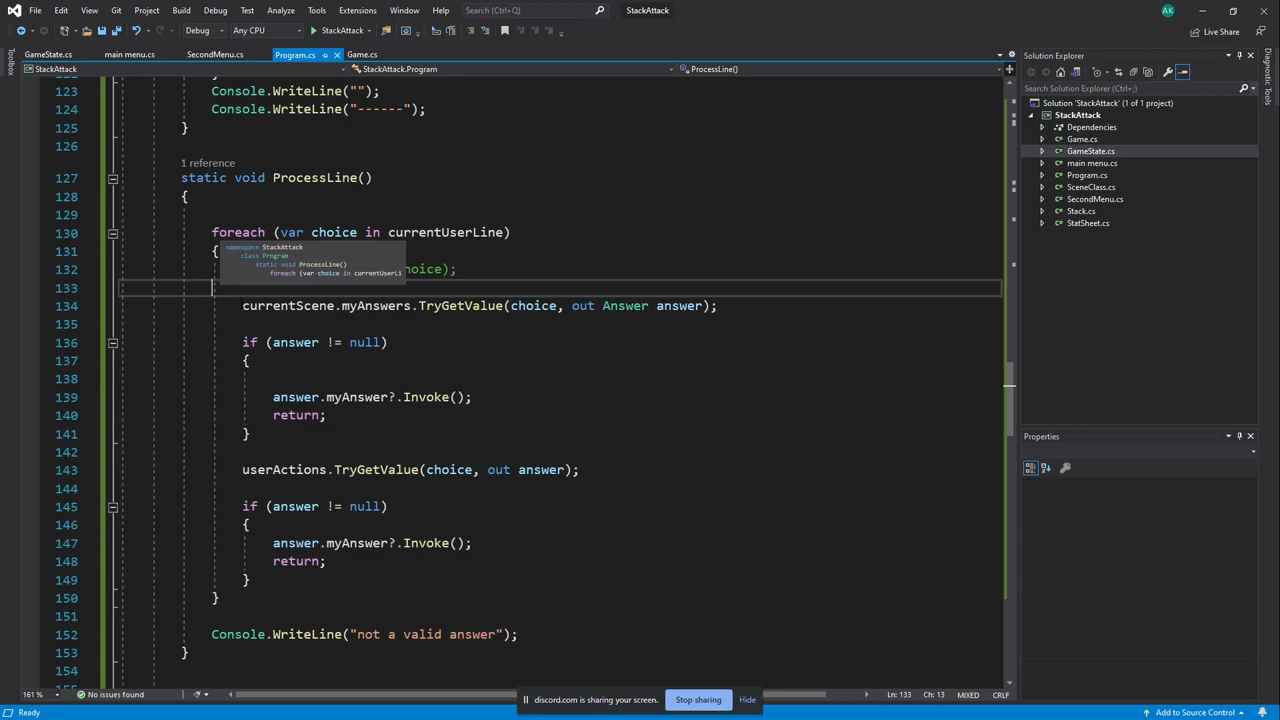 File Edit View Git Project Build Debug Test Analyze Tools Extensions Window Help Search (Ctrl+Q) StackAttack AK
Debug Any CPU StackAttack Live Share
GameState.cs main menu.cs SecondMenu.cs Program.cs Game.cs
StackAttack StackAttack.Program ProcessLine()
Toolbox
123 Console.WriteLine("");
124 Console.WriteLine("------");
125 }
126
1 reference
127 static void ProcessLine()
128 {
129
130 foreach (var choice in currentUserLine)
131 {
namespace StackAttack
class Program
static void ProcessLine()
foreach (var choice in currentUserLi
132 choice);
133
134 currentScene.myAnswers.TryGetValue(choice, out Answer answer);
135
136 if (answer != null)
137 {
138
139 answer.myAnswer?.Invoke();
140 return;
141 }
142
143 userActions.TryGetValue(choice, out answer);
144
145 if (answer != null)
146 {
147 answer.myAnswer?.Invoke();
148 return;
149 }
150 }
151
152 Console.WriteLine("not a valid answer");
153 }
154
161 % No issues found Ln: 133 Ch: 13 MIXED CRLF
discord.com is sharing your screen. Stop sharing Hide
Ready Add to Source Control
Solution Explorer
Search Solution Explorer (Ctrl+;)
Solution 'StackAttack' (1 of 1 project)
StackAttack
Dependencies
Game.cs
GameState.cs
main menu.cs
Program.cs
SceneClass.cs
SecondMenu.cs
Stack.cs
StatSheet.cs
Properties
Diagnostic Tools